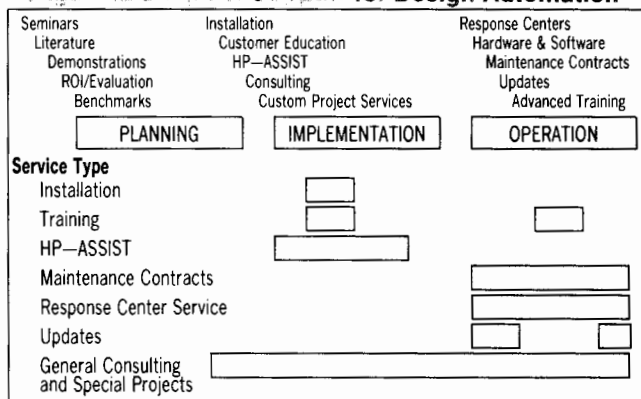 for Design Automation
Seminars
Literature
Demonstrations
ROI/Evaluation
Benchmarks
Installation
Customer Education
HP—ASSIST
Consulting
Custom Project Services
Response Centers
Hardware & Software
Maintenance Contracts
Updates
Advanced Training
PLANNING
IMPLEMENTATION
OPERATION
Service Type
Installation
Training
HP—ASSIST
Maintenance Contracts
Response Center Service
Updates
General Consulting
and Special Projects